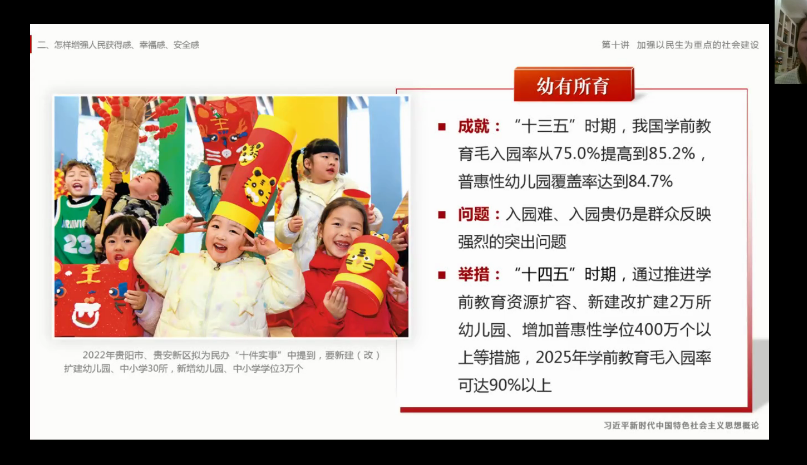 二、怎样增强人民获得感、幸福感、安全感
第十讲 加强以民生为重点的社会建设
幼有所育
■ 成就：“十三五”时期，我国学前教
育毛入园率从75.0%提高到85.2%，
普惠性幼儿园覆盖率达到84.7%
■ 问题：入园难、入园贵仍是群众反映
强烈的突出问题
■ 举措：“十四五”时期，通过推进学
前教育资源扩容、新建改扩建2万所
幼儿园、增加普惠性学位400万个以
上等措施，2025年学前教育毛入园率
可达90%以上
23
2022年贵阳市、贵安新区拟为民办“十件实事”中提到，要新建（改）
扩建幼儿园、中小学30所，新增幼儿园、中小学学位3万个
习近平新时代中国特色社会主义思想概论